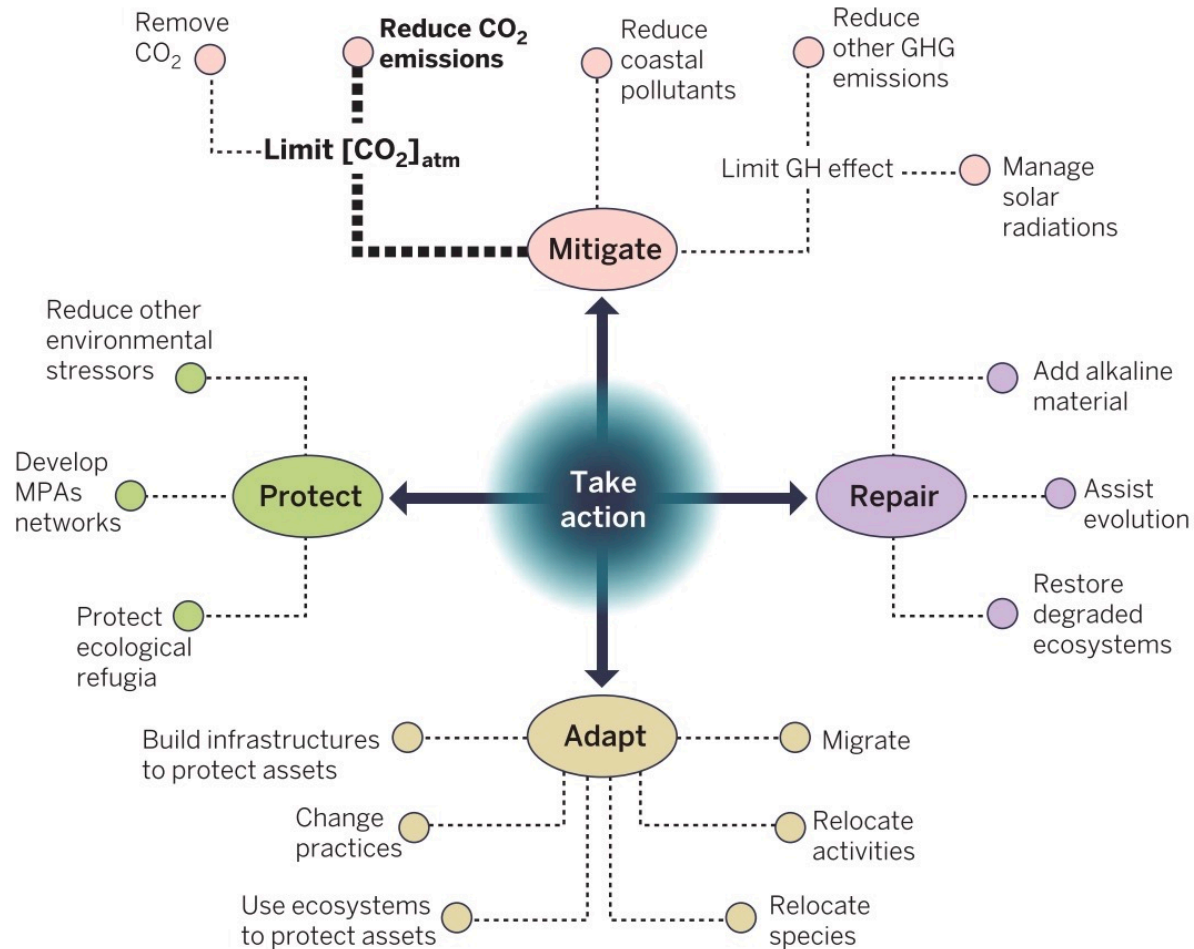 Remove
CO₂
Reduce CO₂
emissions
Reduce
coastal
pollutants
Reduce
other GHG
emissions
Limit [CO₂]atm
Limit GH effect
Manage
solar
radiations
Mitigate
Reduce other
environmental
stressors
Develop
MPAs
networks
Protect
Protect
ecological
refugia
Take
action
Repair
Add alkaline
material
Assist
evolution
Restore
degraded
ecosystems
Adapt
Build infrastructures
to protect assets
Change
practices
Use ecosystems
to protect assets
Migrate
Relocate
activities
Relocate
species